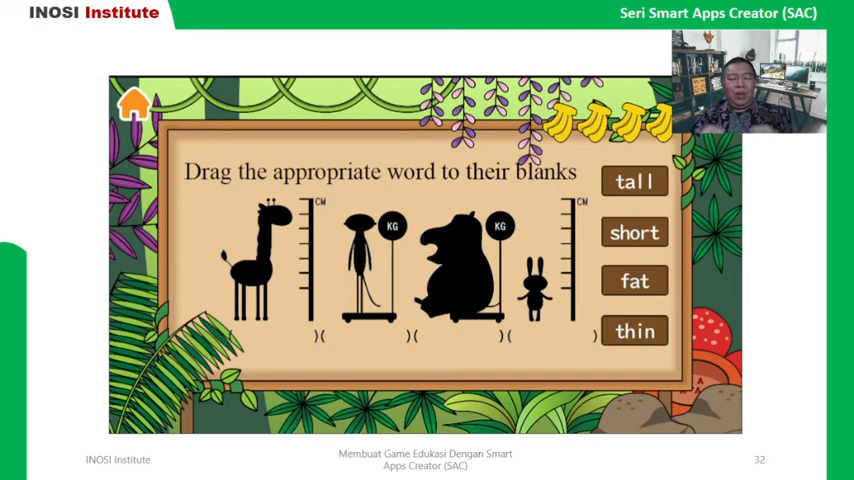 INOSI Institute
Seri Smart Apps Creator (SAC)
Drag the appropriate word to their blanks
CM
KG
KG
CM
tall
short
fat
thin
( )( )( )( )
INOSI Institute
Membuat Game Edukasi Dengan Smart
Apps Creator (SAC)
32